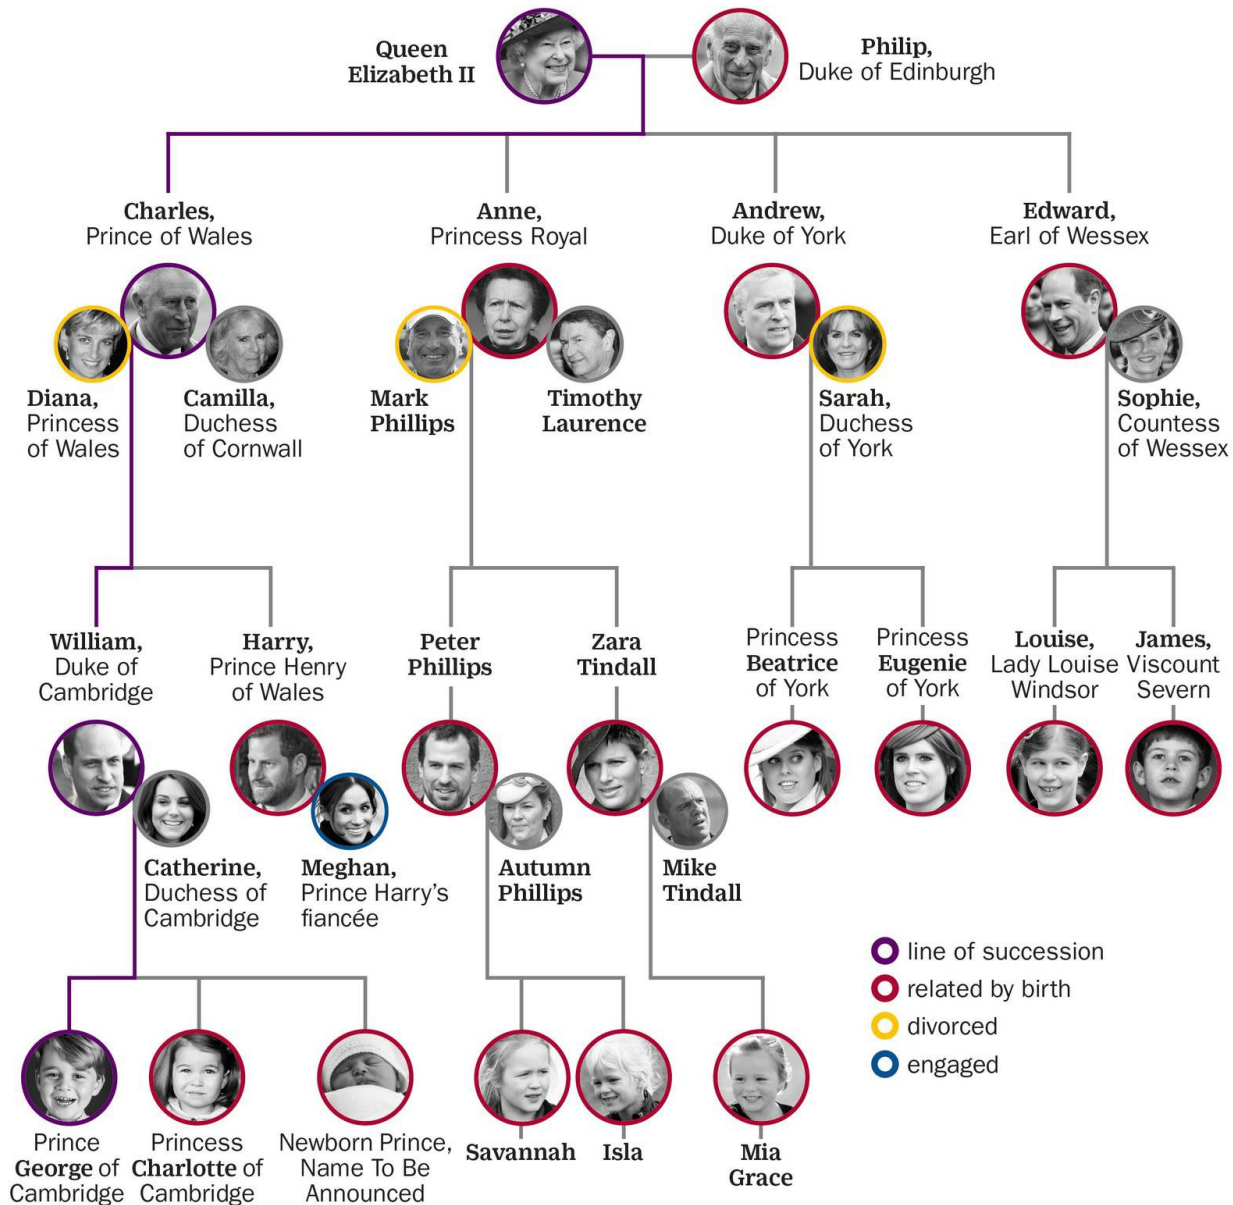 Queen
Elizabeth II
Philip,
Duke of Edinburgh
Charles,
Prince of Wales
Anne,
Princess Royal
Andrew,
Duke of York
Edward,
Earl of Wessex
Diana,
Princess
of Wales
Camilla,
Duchess
of Cornwall
Mark
Phillips
Timothy
Laurence
Sarah,
Duchess
of York
Sophie,
Countess
of Wessex
William,
Duke of
Cambridge
Harry,
Prince Henry
of Wales
Peter
Phillips
Zara
Tindall
Princess
Beatrice
of York
Princess
Eugenie
of York
Louise,
Lady Louise
Windsor
James,
Viscount
Severn
Catherine,
Duchess of
Cambridge
Meghan,
Prince Harry's
fiancée
Autumn
Phillips
Mike
Tindall
line of succession
related by birth
divorced
engaged
Prince
George of
Cambridge
Princess
Charlotte of
Cambridge
Newborn Prince,
Name To Be
Announced
Savannah
Isla
Mia
Grace